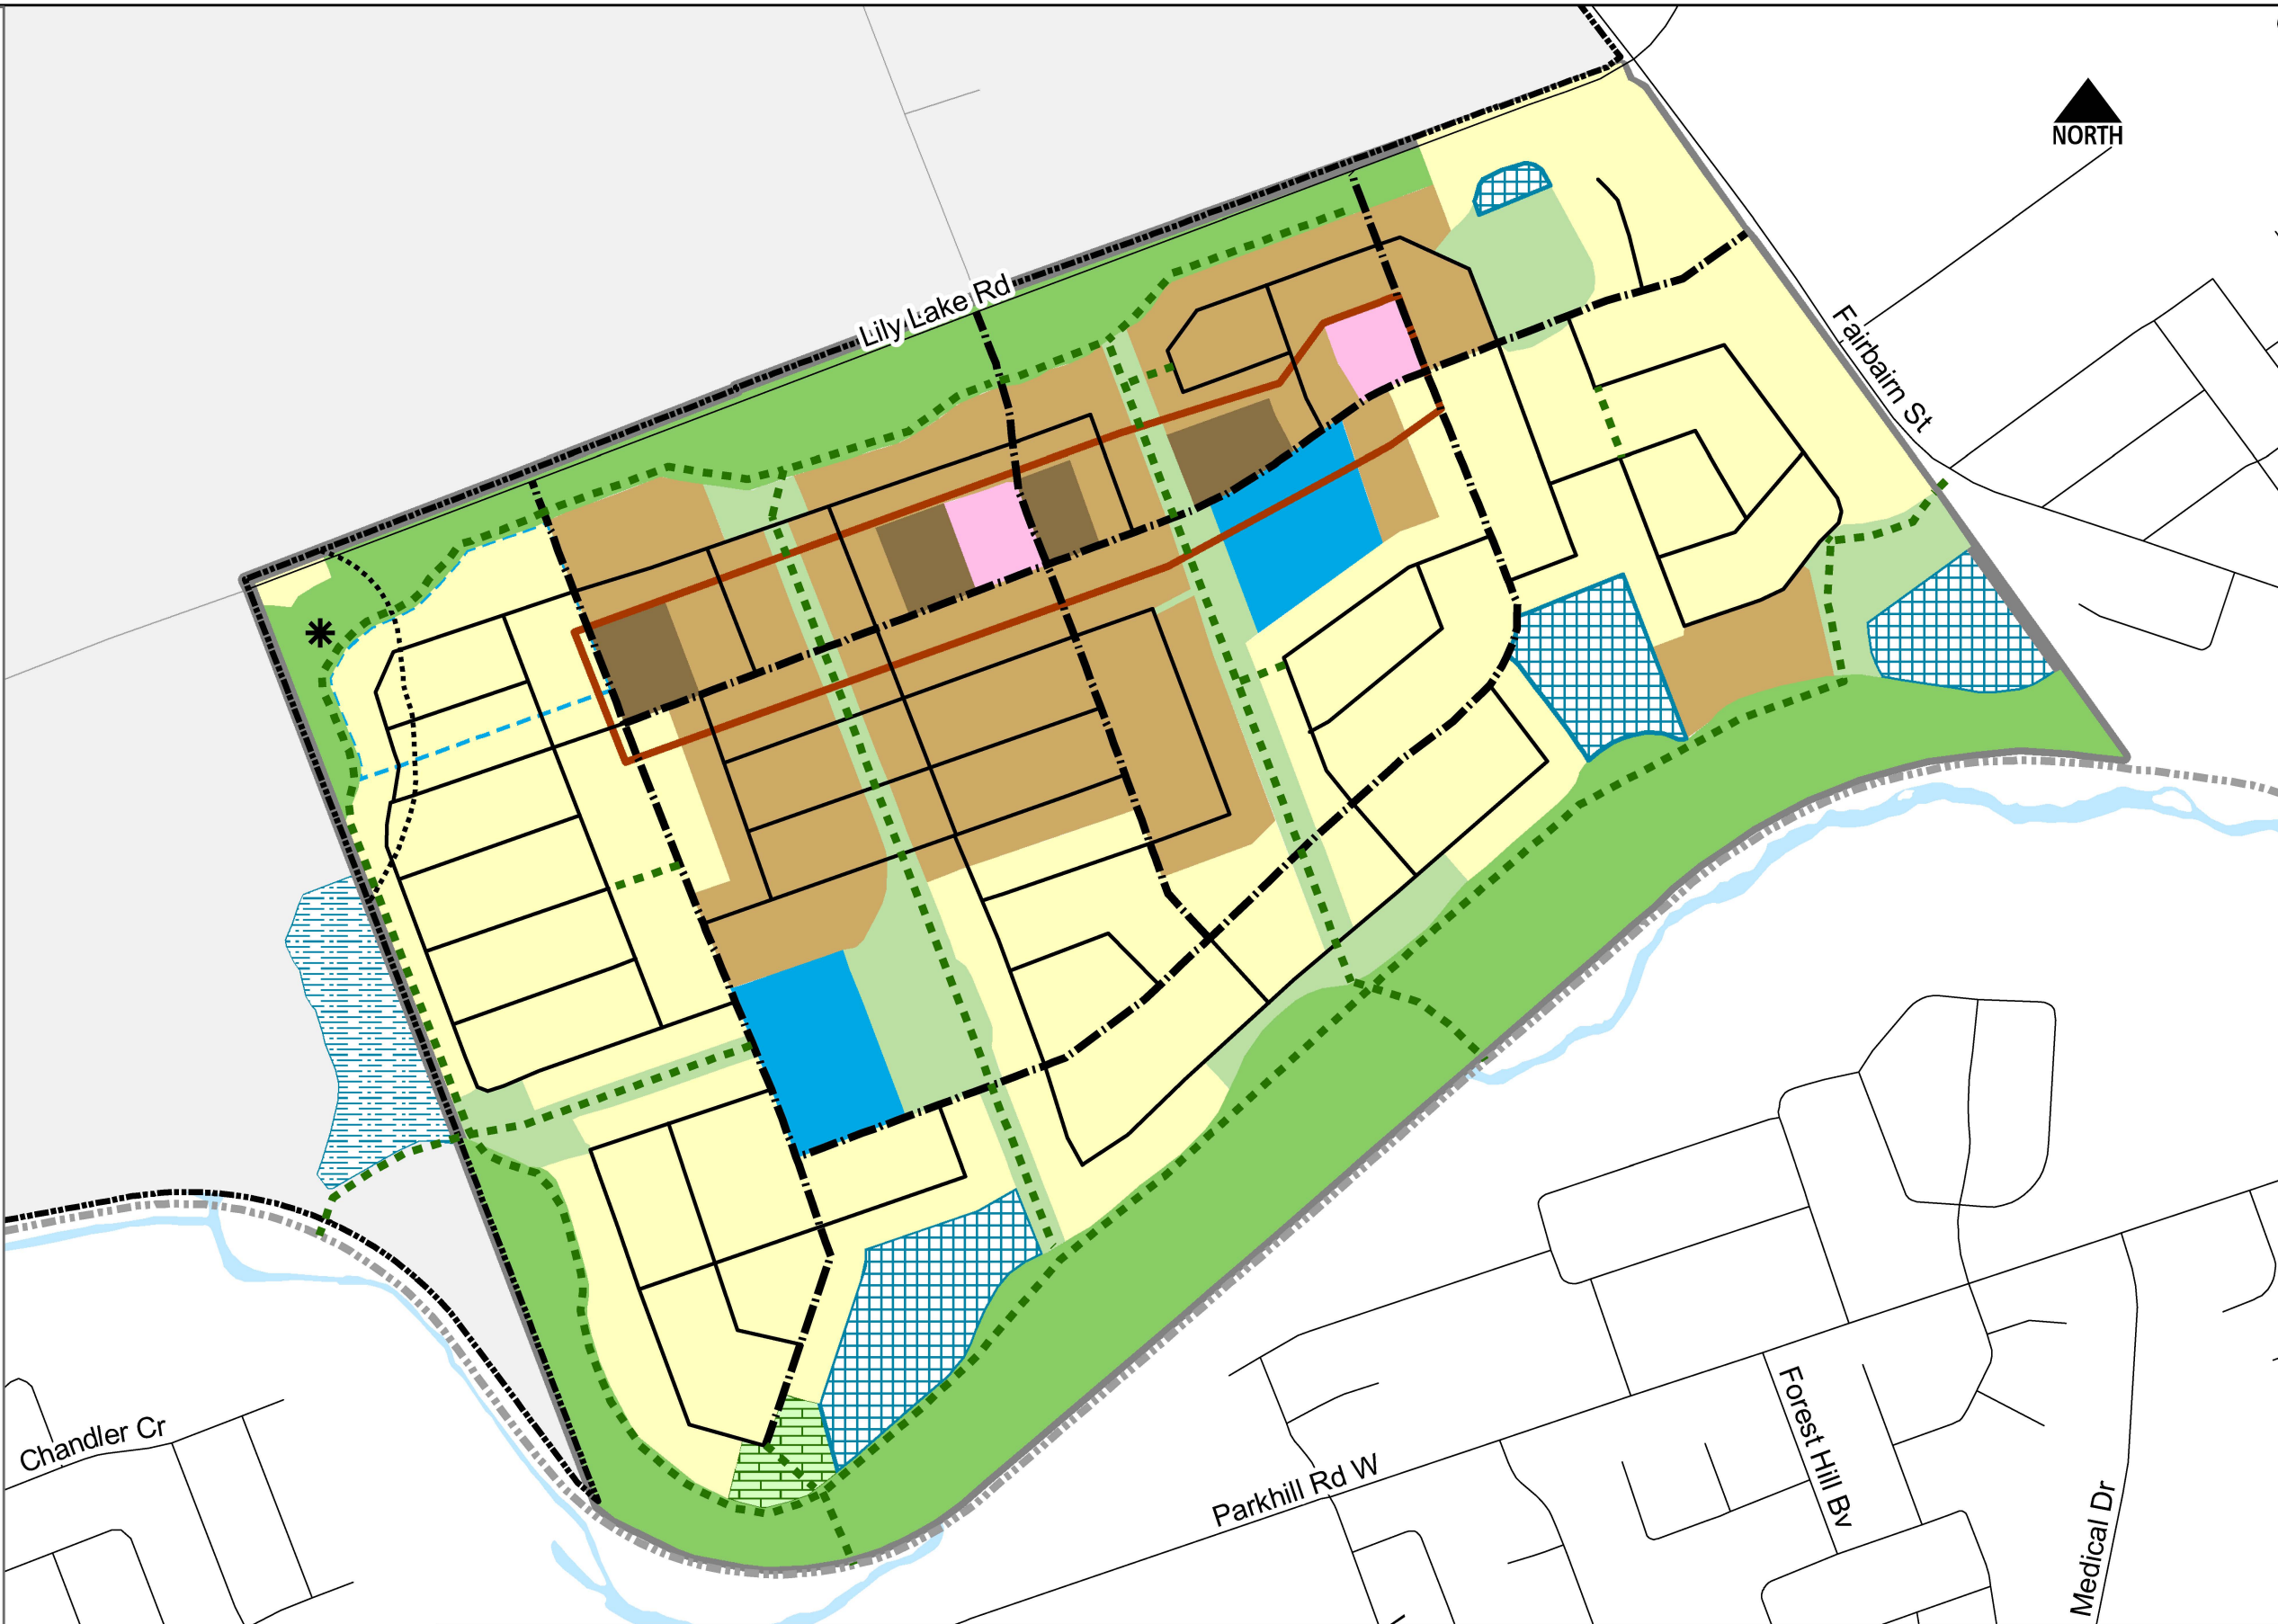 NORTH
Lily Lake Rd
Fairbairn St
Chandler Cr
Parkhill Rd W
Forest Hill Bv
Medical Dr